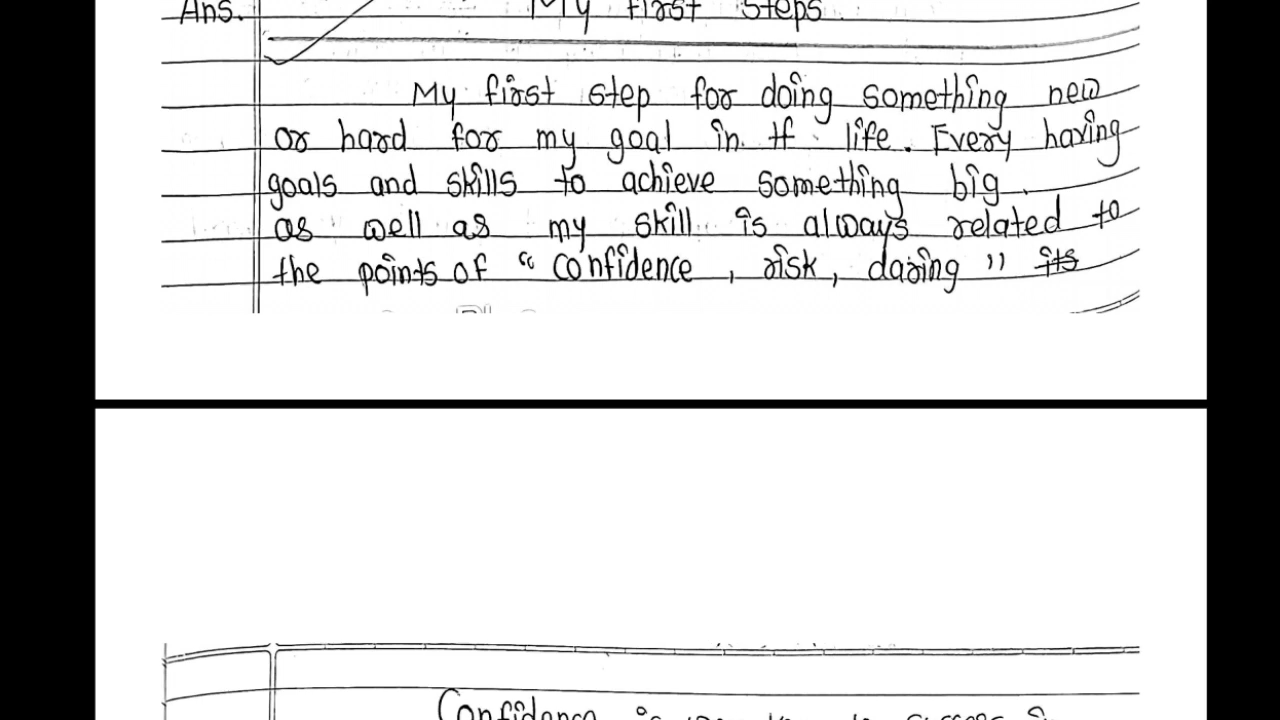 Ans. My first steps.
My first step for doing something new
or hard for my goal in If life. Every having
goals and skills to achieve something big.
as well as my skill is always related to
the points of “ confidence, risk, daring ” its
Confidence is